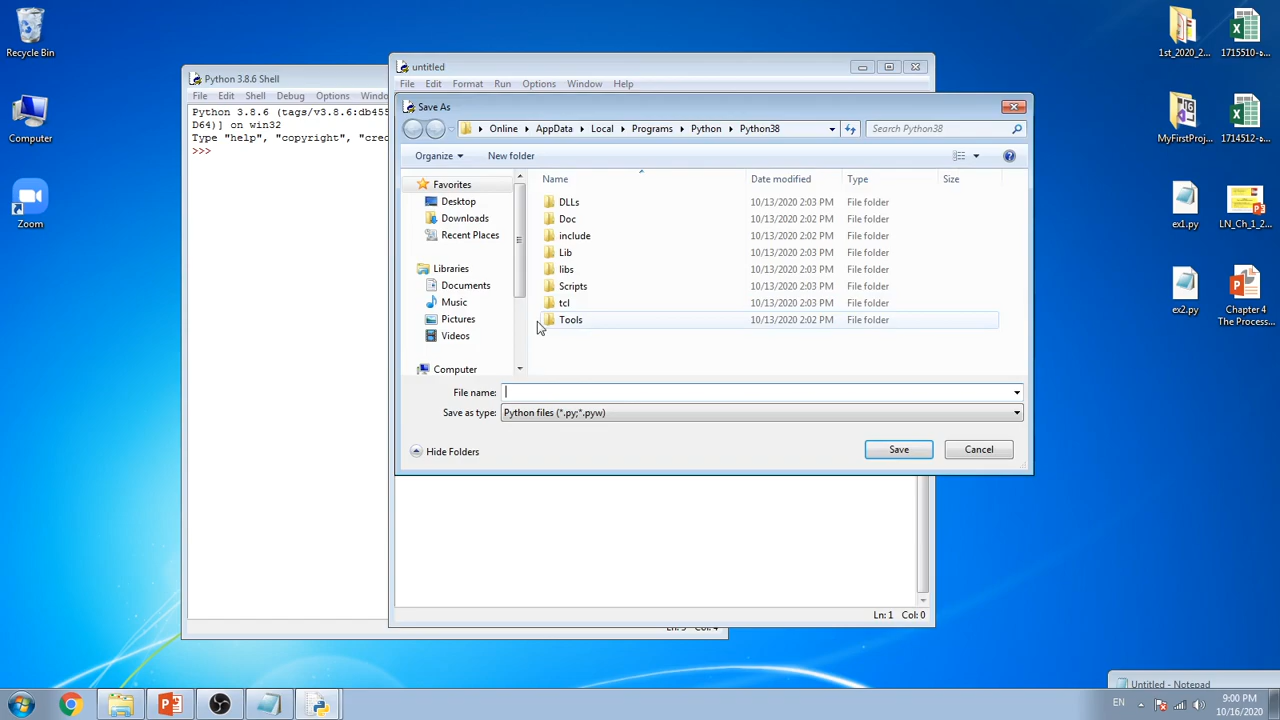 Recycle Bin
Computer
Zoom
1st_2020_2...
1715510-ه...
MyFirstProj...
1714512-ه...
ex1.py
LN_Ch_1_2...
ex2.py
Chapter 4
The Process...
Python 3.8.6 Shell
File Edit Shell Debug Options Windo
Python 3.8.6 (tags/v3.8.6:db455
D64)] on win32
Type "help", "copyright", "cred
>>>
untitled
File Edit Format Run Options Window Help
Save As
Online AppData Local Programs Python Python38
Search Python38
Organize New folder
Favorites
Desktop
Downloads
Recent Places
Libraries
Documents
Music
Pictures
Videos
Computer
Name Date modified Type Size
DLLs 10/13/2020 2:03 PM File folder
Doc 10/13/2020 2:02 PM File folder
include 10/13/2020 2:03 PM File folder
Lib 10/13/2020 2:03 PM File folder
libs 10/13/2020 2:03 PM File folder
Scripts 10/13/2020 2:03 PM File folder
tcl 10/13/2020 2:03 PM File folder
Tools 10/13/2020 2:02 PM File folder
File name:
Save as type: Python files (*.py;*.pyw)
Hide Folders
Save Cancel
Ln: 1 Col: 0
Col: 4
Untitled - Notepad
EN
9:00 PM
10/16/2020